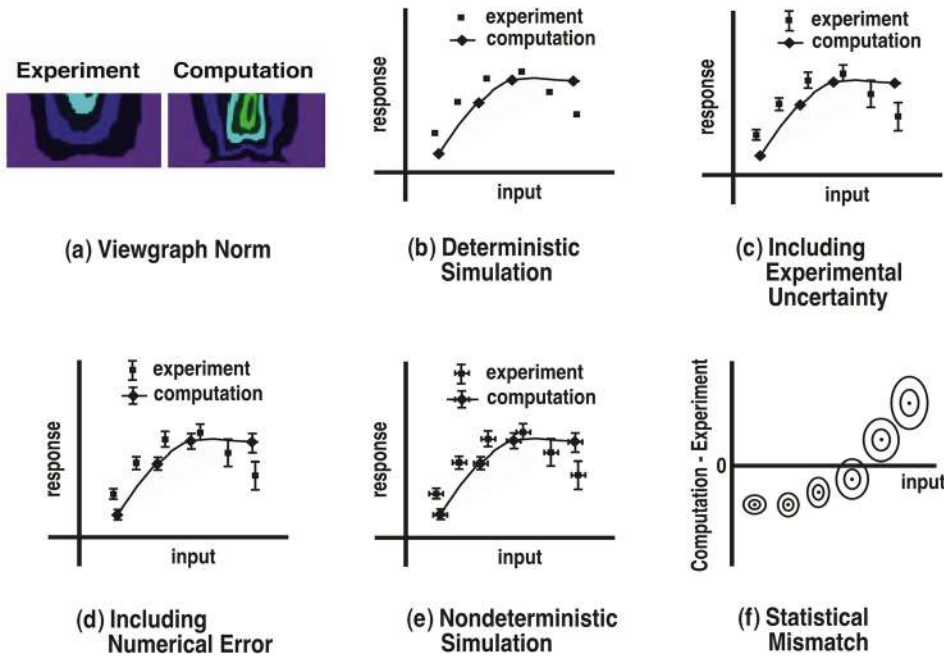 Experiment Computation
(a) Viewgraph Norm
experiment
computation
response
input
(b) Deterministic
Simulation
experiment
computation
response
input
(c) Including
Experimental
Uncertainty
experiment
computation
response
input
(d) Including
Numerical Error
experiment
computation
response
input
(e) Nondeterministic
Simulation
Computation - Experiment
0
input
(f) Statistical
Mismatch